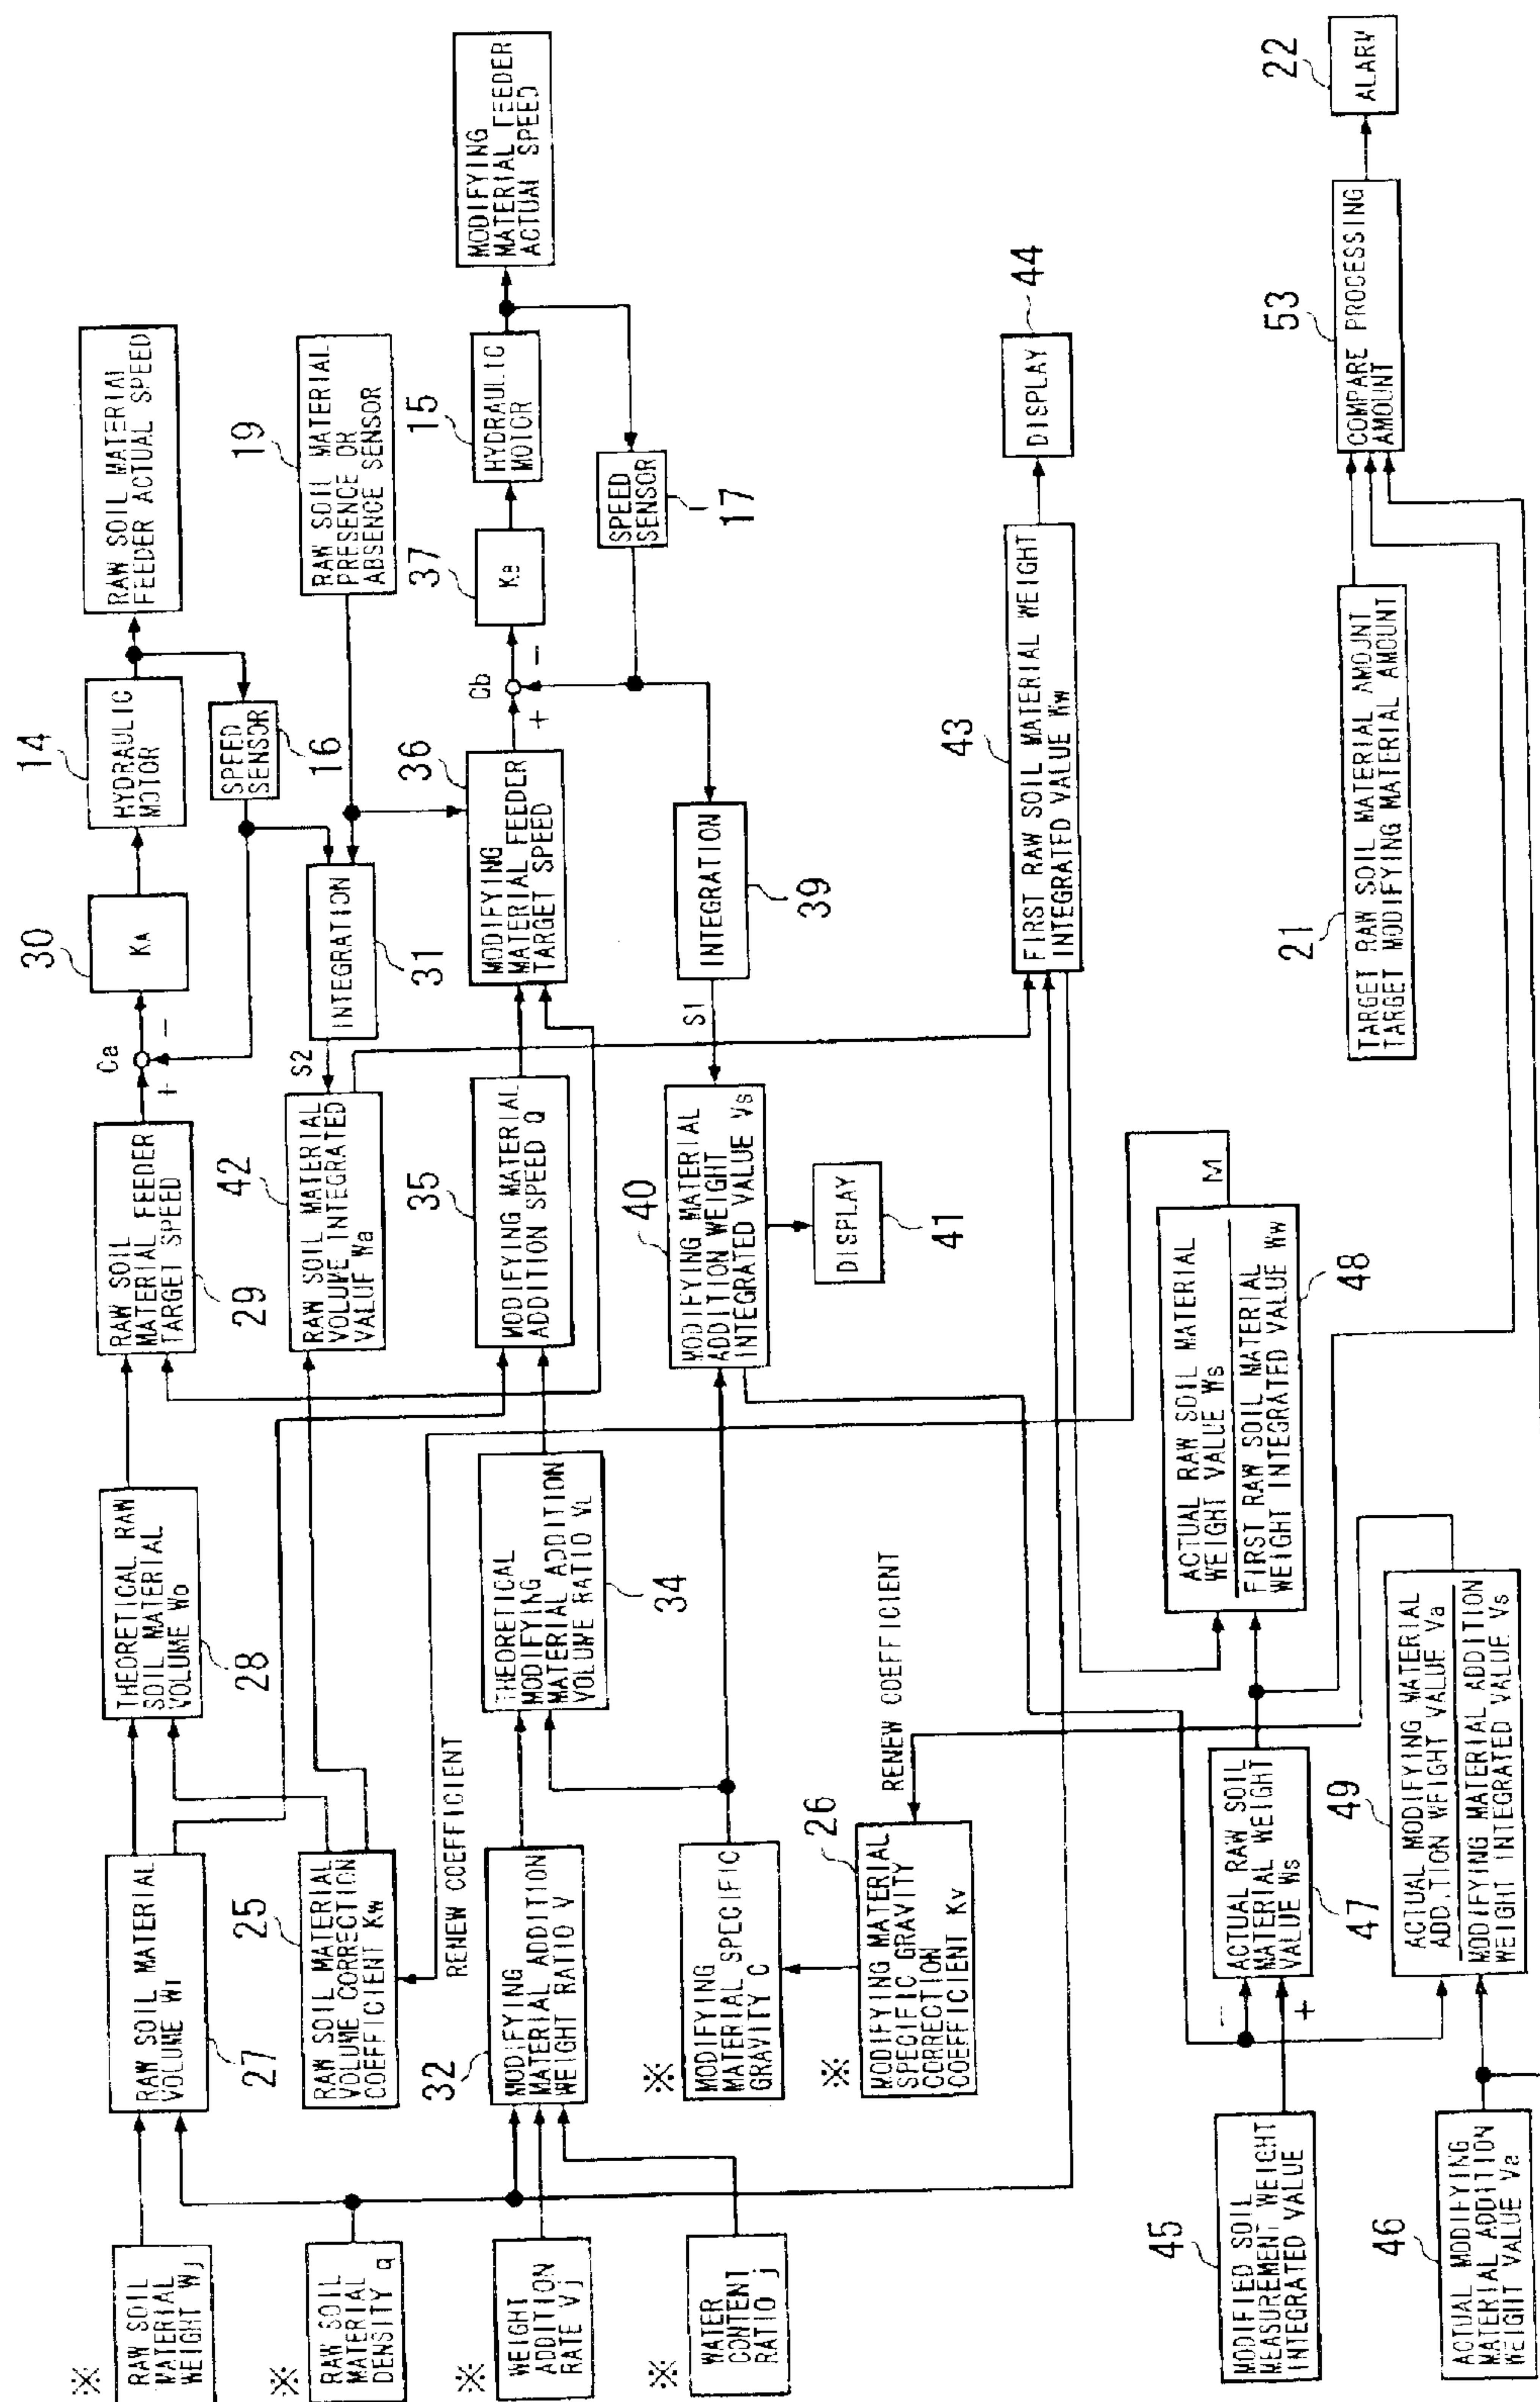 ※
RAW SOIL
MATERIAL
WEIGHT Wj
27
RAW SOIL MATERIAL
VOLUME WT
28
THEORETICAL RAW
SOIL MATERIAL
VOLUME Wo
29
RAW SOIL
MATERIAL FEEDER
TARGET SPEED
Ca
+
−
30
KA
14
HYDRAULIC
MOTOR
RAW SOIL MATERIAL
FEEDER ACTUAL SPEED
SPEED
SENSOR
16
※
RAW SOIL
MATERIAL
DENSITY q
25
RAW SOIL MATERIAL
VOLUME CORRECTION
COEFFICIENT Kw
RENEW COEFFICIENT
42
RAW SOIL MATERIAL
VOLUME INTEGRATED
VALUE Wa
S2
INTEGRATION
31
19
RAW SOIL MATERIAL
PRESENCE OR
ABSENCE SENSOR
※
WEIGHT
ADDITION
RATE Vj
32
MODIFYING
MATERIAL ADDITION
WEIGHT RATIO V
THEORETICAL
MODIFYING
MATERIAL ADDITION
VOLUME RATIO VL
34
35
MODIFYING MATERIAL
ADDITION SPEED Q
36
MODIFYING
MATERIAL FEEDER
TARGET SPEED
Cb
+
−
37
KB
15
HYDRAULIC
MOTOR
MODIFYING
MATERIAL FEEDER
ACTUAL SPEED
SPEED
SENSOR
17
※
WATER
CONTENT
RATIO j
※
MODIFYING
MATERIAL SPECIFIC
GRAVITY C
40
MODIFYING MATERIAL
ADDITION WEIGHT
INTEGRATED VALUE Vs
S1
INTEGRATION
39
DISPLAY
41
※
26
MODIFYING MATERIAL
SPECIFIC GRAVITY
CORRECTION
COEFFICIENT Kv
RENEW COEFFICIENT
43
FIRST RAW SOIL MATERIAL WEIGHT
INTEGRATED VALUE Ww
44
DISPLAY
45
MODIFIED SOIL
MEASUREMENT WEIGHT
INTEGRATED VALUE
−
+
ACTUAL RAW SOIL
MATERIAL WEIGHT
VALUE Ws
47
ACTUAL RAW SOIL MATERIAL
WEIGHT VALUE Ws
FIRST RAW SOIL MATERIAL
WEIGHT INTEGRATED VALUE Ww
48
M
21
TARGET RAW SOIL MATERIAL AMOUNT
TARGET MODIFYING MATERIAL AMOUNT
53
COMPARE PROCESSING
AMOUNT
22
ALARM
46
ACTUAL MODIFYING
MATERIAL ADDITION
WEIGHT VALUE Va
49
ACTUAL MODIFYING MATERIAL
ADDITION WEIGHT VALUE Va
MODIFYING MATERIAL ADDITION
WEIGHT INTEGRATED VALUE Vs